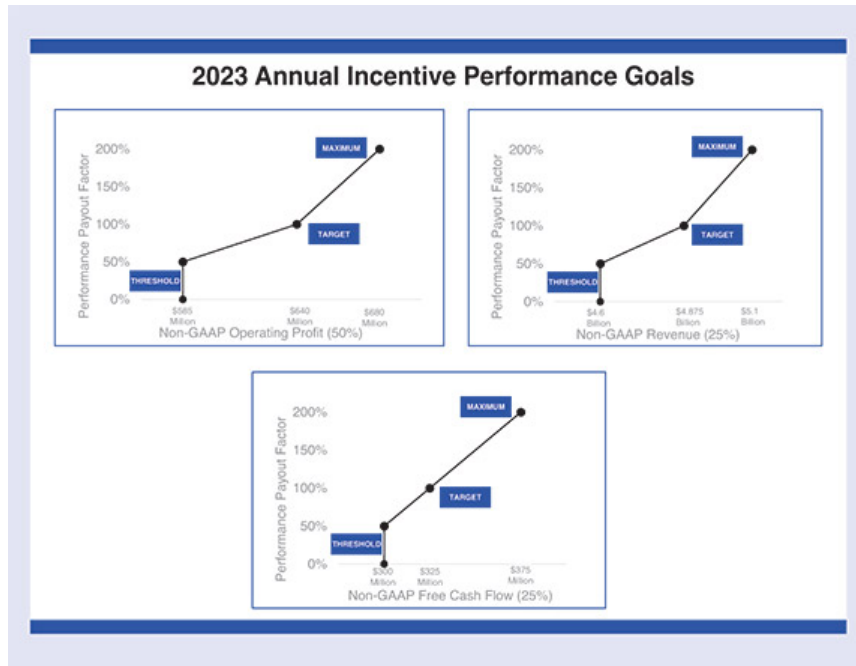 2023 Annual Incentive Performance Goals
Performance Payout Factor
200%
150%
100%
50%
0%
MAXIMUM
TARGET
THRESHOLD
$585
Million
$640
Million
$680
Million
Non-GAAP Operating Profit (50%)
Performance Payout Factor
200%
150%
100%
50%
0%
MAXIMUM
TARGET
THRESHOLD
$4.6
Billion
$4.875
Billion
$5.1
Billion
Non-GAAP Revenue (25%)
Performance Payout Factor
200%
150%
100%
50%
0%
MAXIMUM
TARGET
THRESHOLD
$300
Million
$325
Million
$375
Million
Non-GAAP Free Cash Flow (25%)